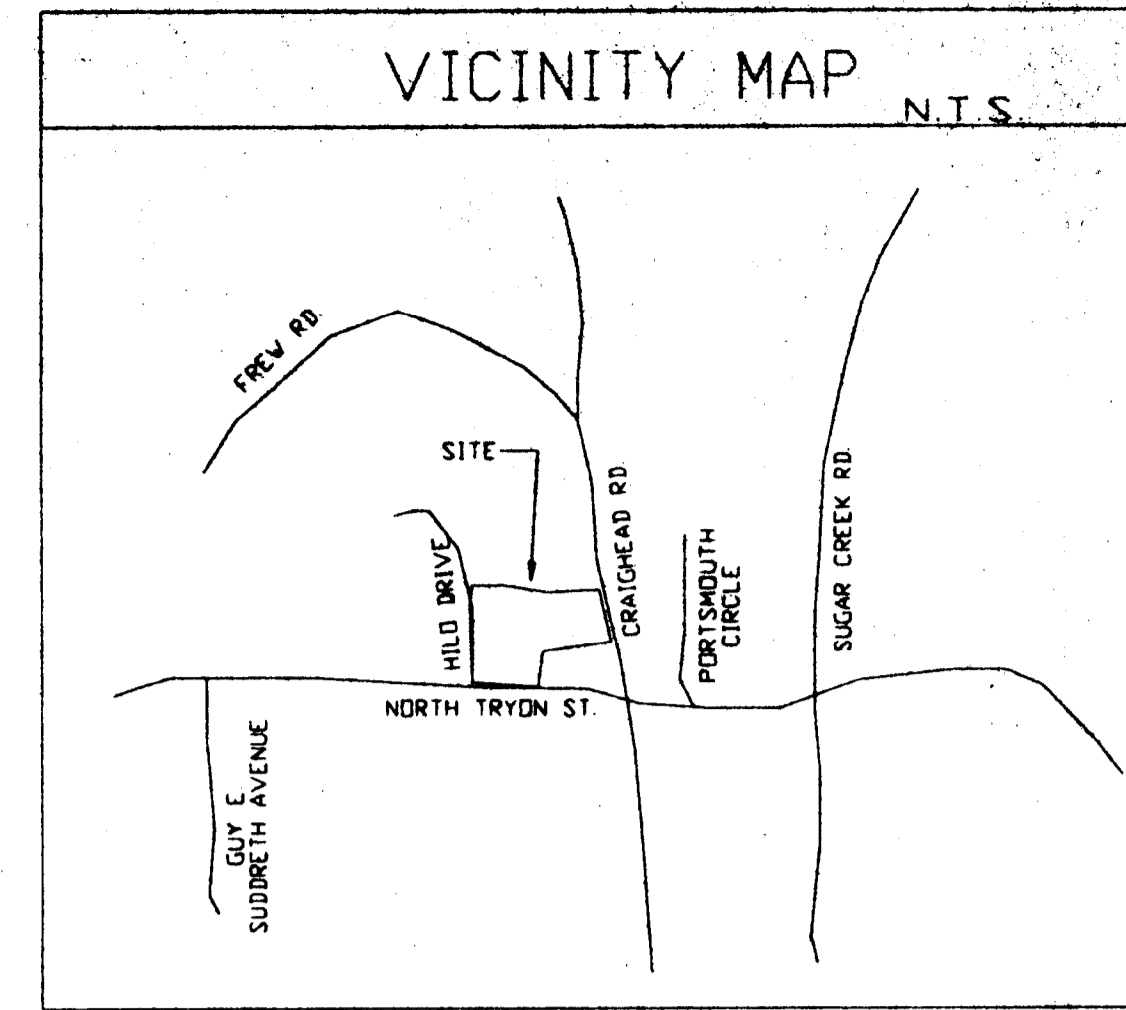 VICINITY MAP
N.T.S.
FREW RD.
SITE
CRAIGHEAD RD.
SUGAR CREEK RD.
PORTSMOUTH
CIRCLE
HILO DRIVE
NORTH TRYON ST.
GUY E.
SUDDRETH AVENUE